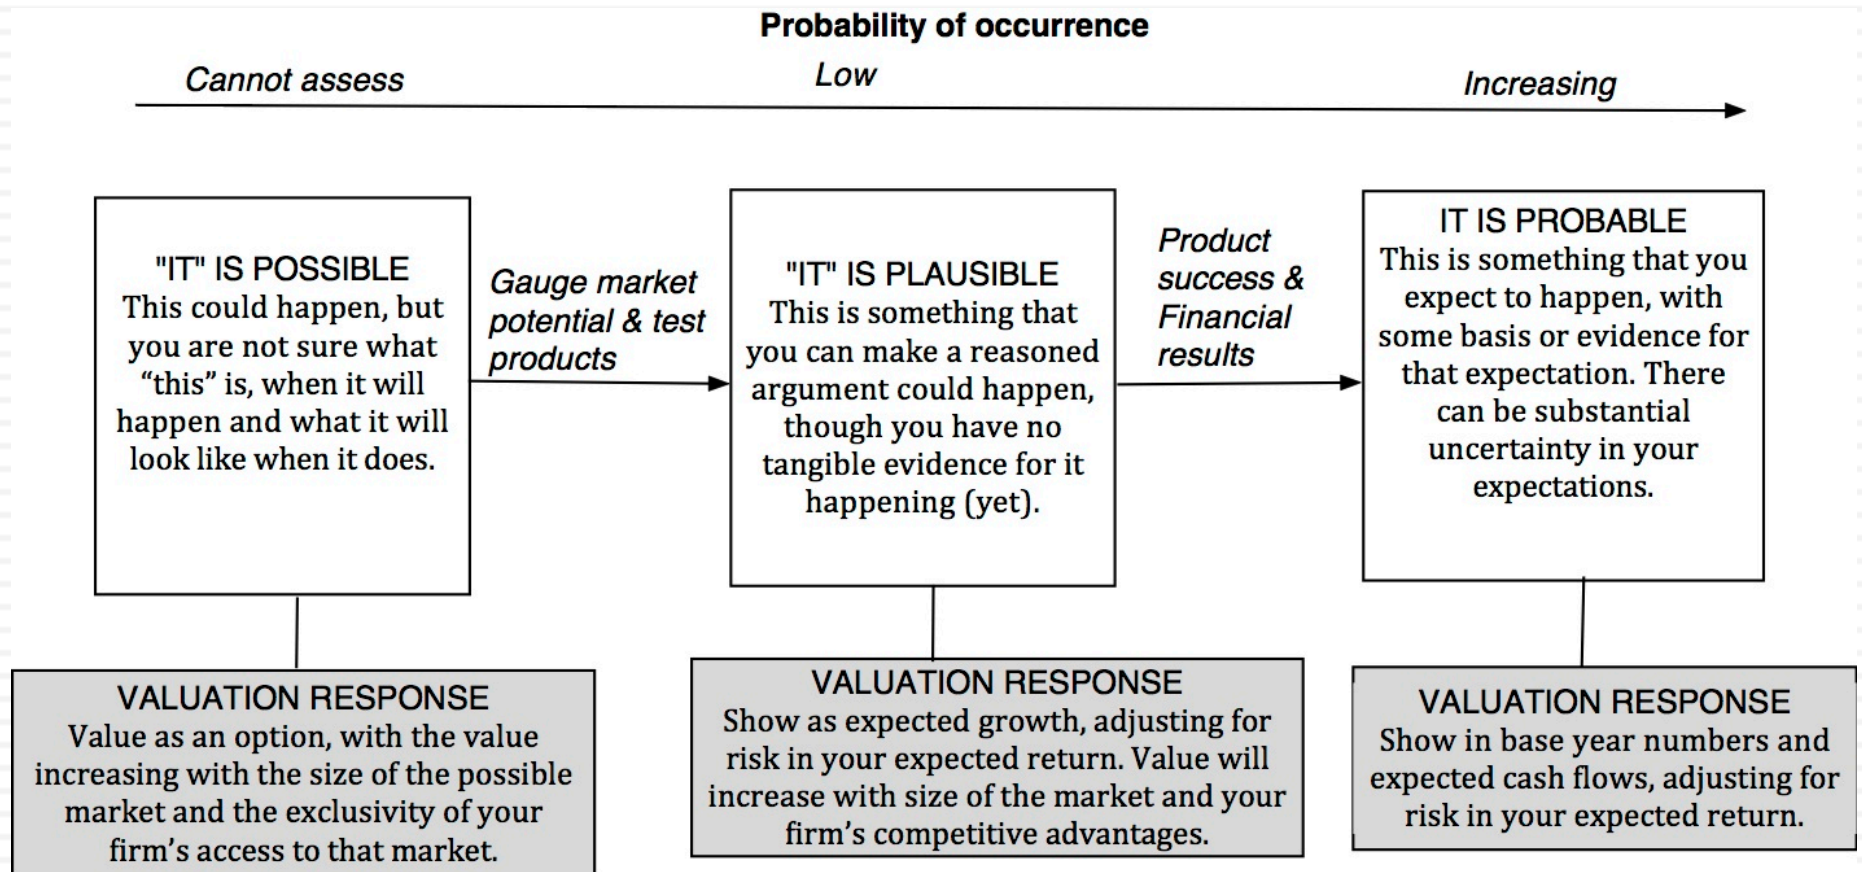 Probability of occurrence
Cannot assess
Low
Increasing
"IT" IS POSSIBLE
This could happen, but
you are not sure what
“this” is, when it will
happen and what it will
look like when it does.
Gauge market
potential & test
products
"IT" IS PLAUSIBLE
This is something that
you can make a reasoned
argument could happen,
though you have no
tangible evidence for it
happening (yet).
Product
success &
Financial
results
IT IS PROBABLE
This is something that you
expect to happen, with
some basis or evidence for
that expectation. There
can be substantial
uncertainty in your
expectations.
VALUATION RESPONSE
Value as an option, with the value
increasing with the size of the possible
market and the exclusivity of your
firm’s access to that market.
VALUATION RESPONSE
Show as expected growth, adjusting for
risk in your expected return. Value will
increase with size of the market and your
firm’s competitive advantages.
VALUATION RESPONSE
Show in base year numbers and
expected cash flows, adjusting for
risk in your expected return.